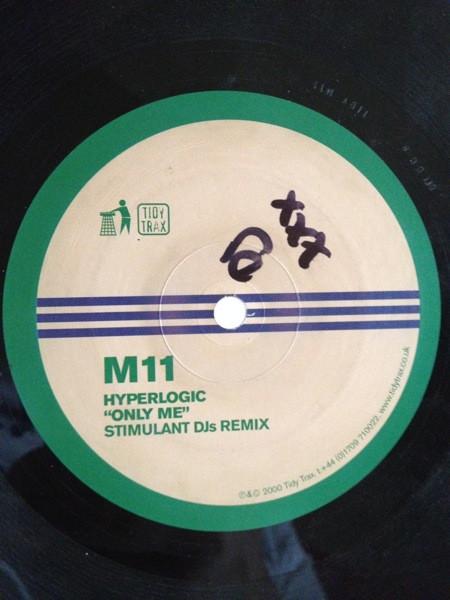 TIDY
TRAX
xxx
M11
HYPERLOGIC
“ONLY ME”
STIMULANT DJs REMIX
℗&© 2000 Tidy Trax. t:+44 (0)1709 710022. www.tidytrax.co.uk